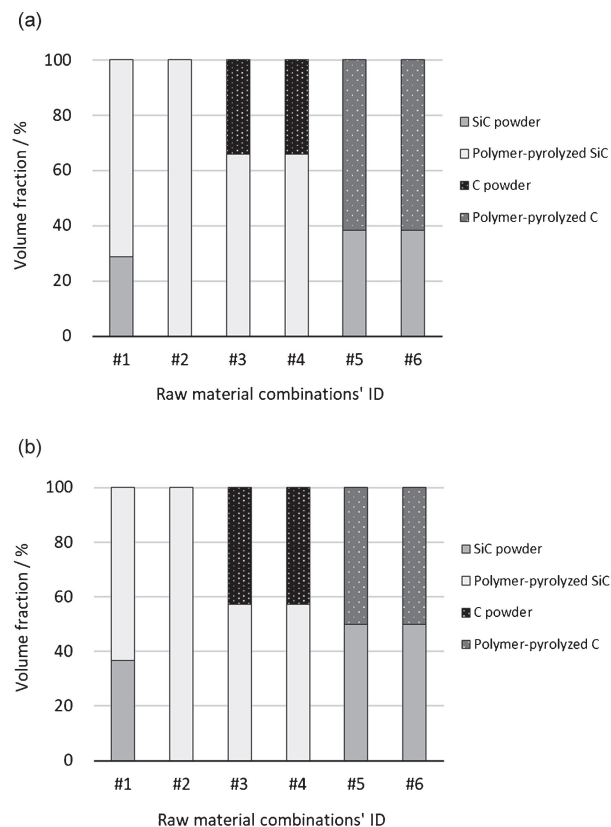 (a)
100
80
60
40
20
0
Volume fraction / %
#1 #2 #3 #4 #5 #6
Raw material combinations' ID
SiC powder
Polymer-pyrolyzed SiC
C powder
Polymer-pyrolyzed C
(b)
100
80
60
40
20
0
Volume fraction / %
#1 #2 #3 #4 #5 #6
Raw material combinations' ID
SiC powder
Polymer-pyrolyzed SiC
C powder
Polymer-pyrolyzed C